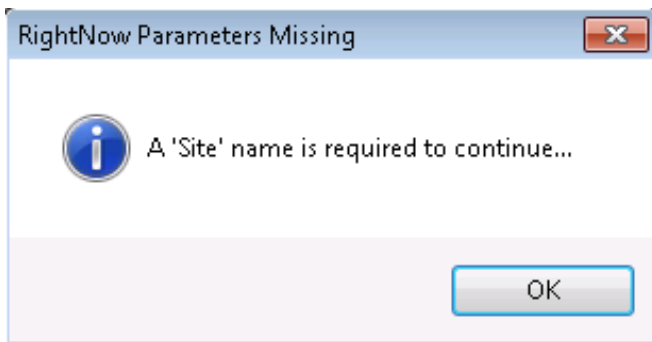 RightNow Parameters Missing
A 'Site' name is required to continue...
OK